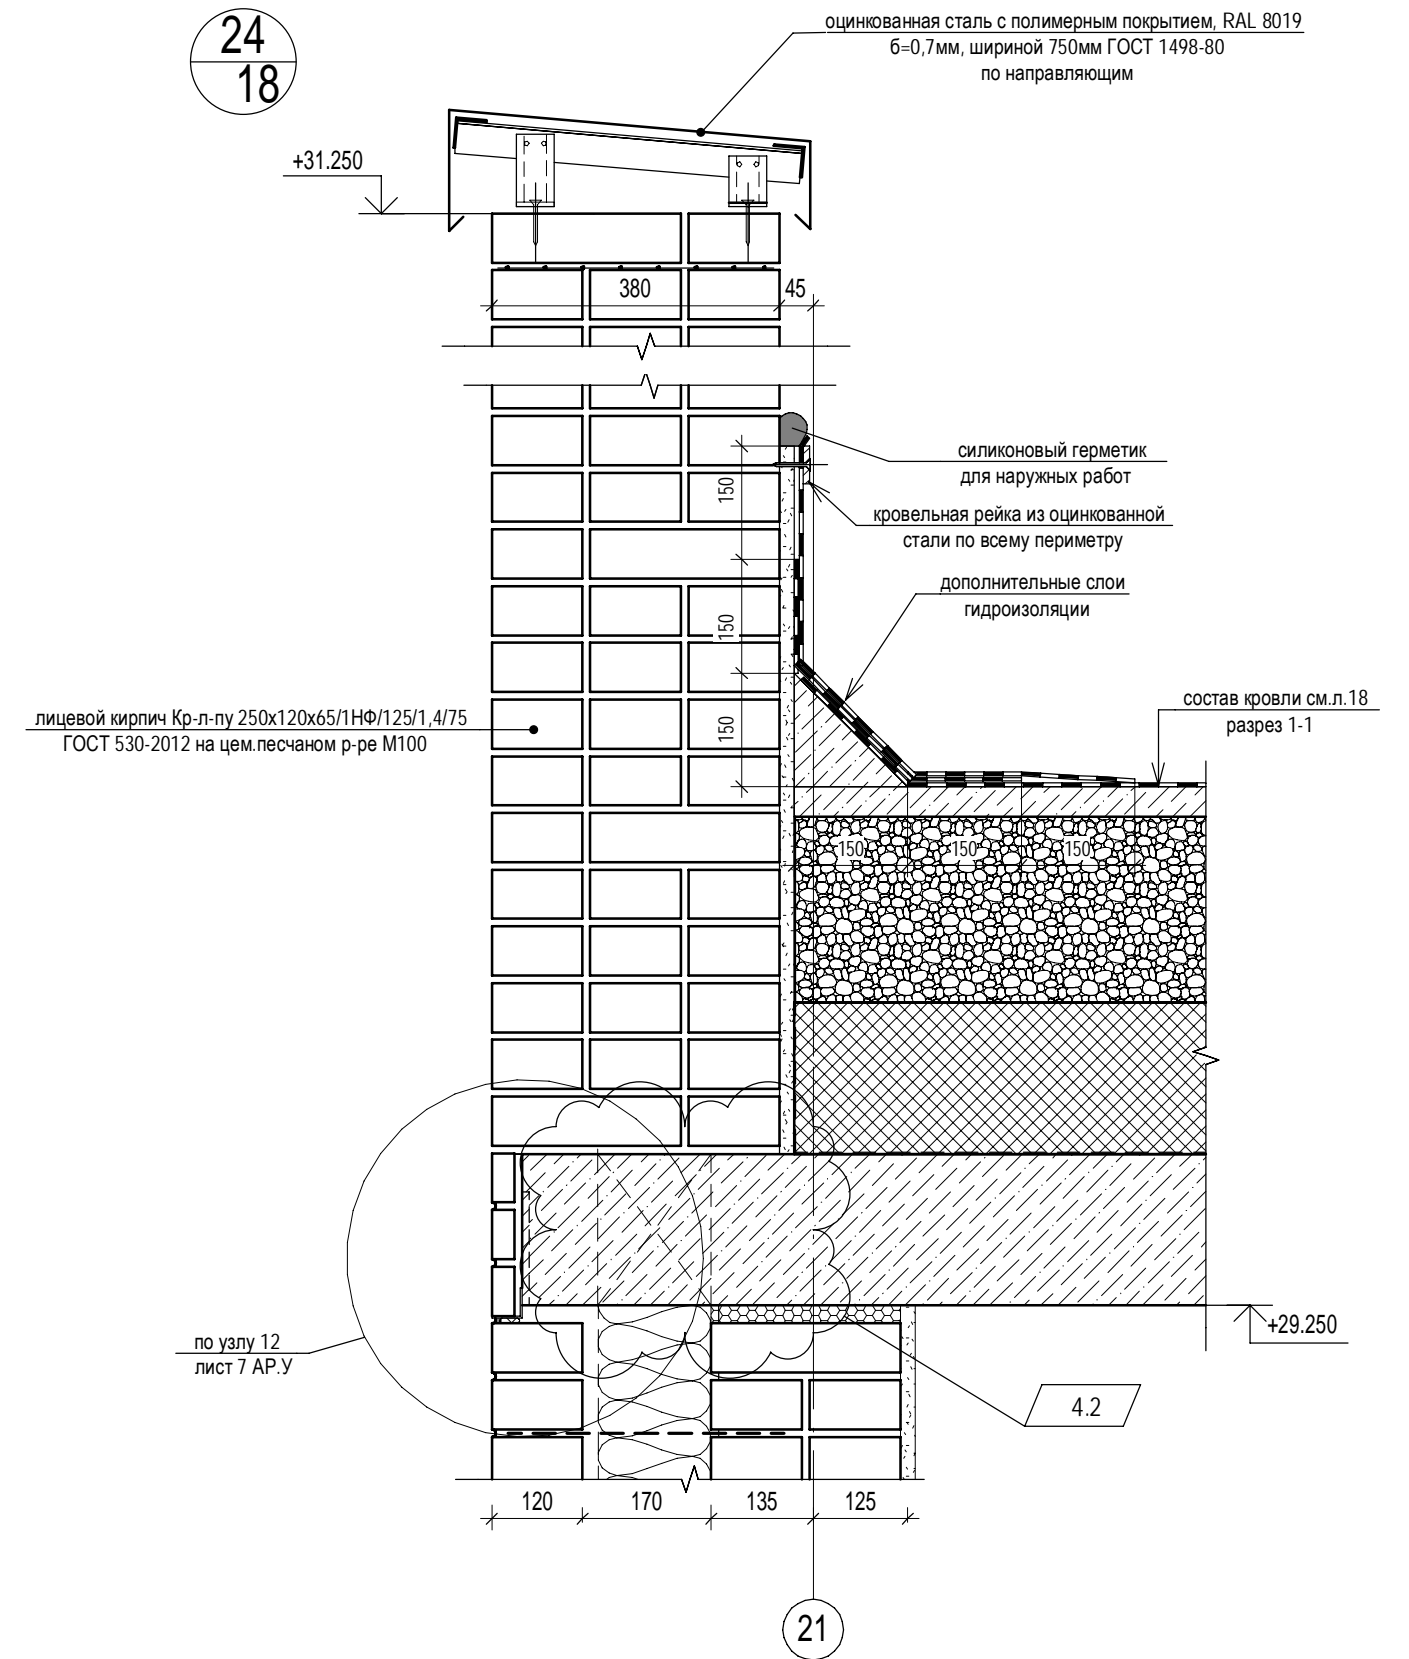 24
18
оцинкованная сталь с полимерным покрытием, RAL 8019
б=0,7мм, шириной 750мм ГОСТ 1498-80
по направляющим
+31.250
380
45
силиконовый герметик
для наружных работ
150
кровельная рейка из оцинкованной
стали по всему периметру
дополнительные слои
гидроизоляции
150
состав кровли см.л.18
разрез 1-1
лицевой кирпич Кр-л-пу 250x120x65/1НФ/125/1,4/75
ГОСТ 530-2012 на цем.песчаном р-ре М100
150
150
150
150
+29.250
по узлу 12
лист 7 АР.У
4.2
120
170
135
125
21